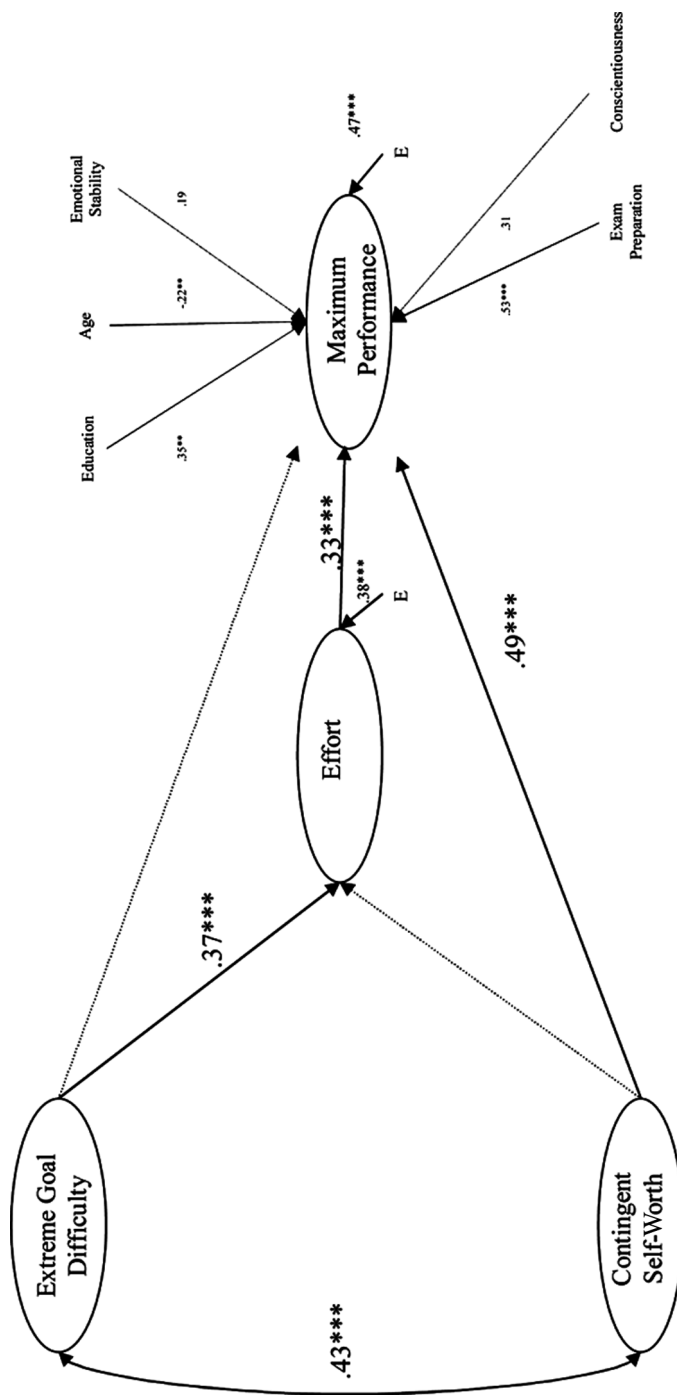 Extreme Goal
Difficulty
.43***
Contingent
Self-Worth
.37***
Effort
.38***
E
.33***
.49***
Education
.35**
Age
-.22**
Emotional
Stability
.19
Maximum
Performance
.47***
E
.53***
Exam
Preparation
.31
Conscientiousness